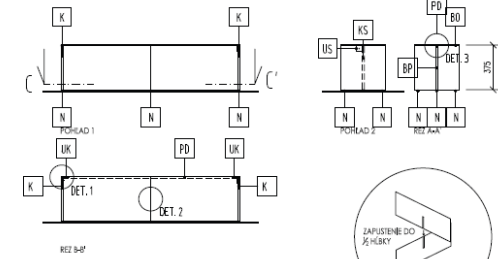 K
K
C
C'
N
N
N
POHĽAD 1
KS
US
N
N
POHĽAD 2
PD
BO
DET. 3
BP
375
N
N
N
REZ A-A'
UK
PD
UK
K
K
DET. 1
DET. 2
REZ B-B'
ZAPUSTENIE DO
½ HĹBKY